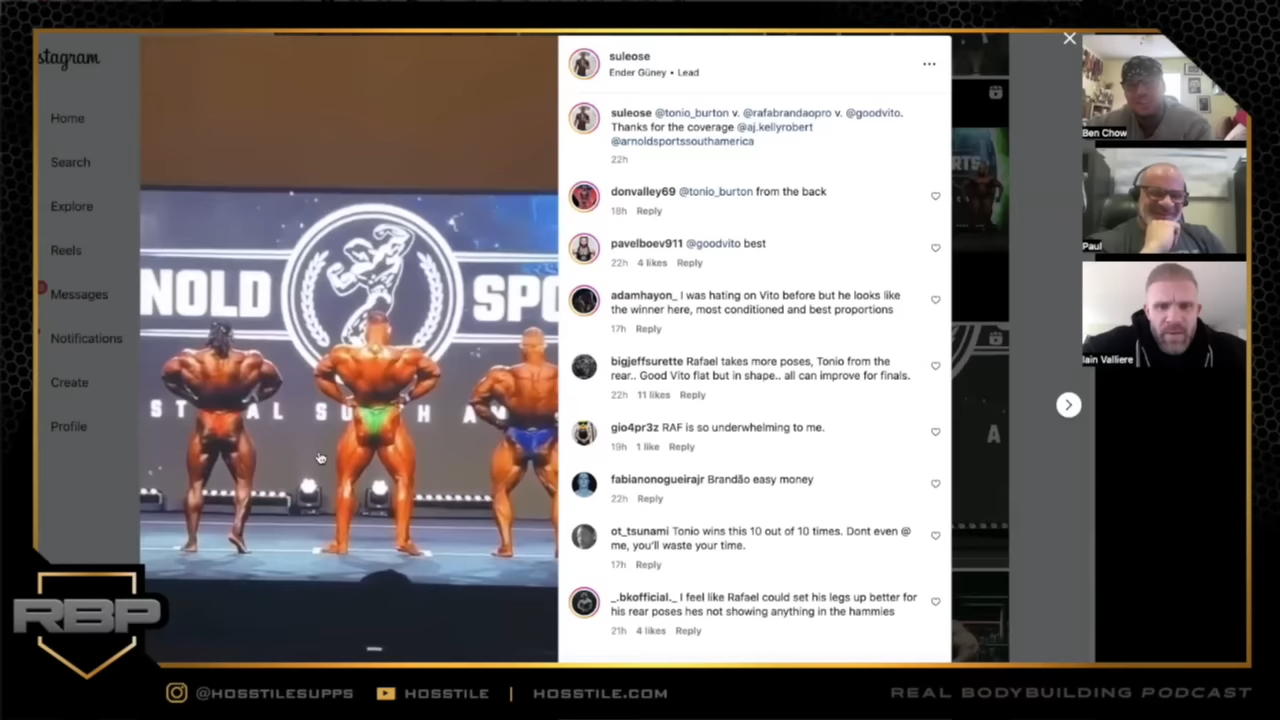 stagram
Home
Search
Explore
Reels
Messages
Notifications
Create
Profile
NOLD
SPO
ST
AL
S
U
H
A
suleose
Ender Güney • Lead
suleose @tonio_burton v. @rafabrandaopro v. @goodvito.
Thanks for the coverage @aj.kellyrobert
@arnoldsportssouthamerica
22h
donvalley69 @tonio_burton from the back
18h Reply
pavelboev911 @goodvito best
22h 4 likes Reply
adamhayon_ I was hating on Vito before but he looks like
the winner here, most conditioned and best proportions
17h Reply
bigjeffsurette Rafael takes more poses, Tonio from the
rear.. Good Vito flat but in shape.. all can improve for finals.
22h 11 likes Reply
gio4pr3z RAF is so underwhelming to me.
19h 1 like Reply
fabianonogueirajr Brandão easy money
22h Reply
ot_tsunami Tonio wins this 10 out of 10 times. Dont even @
me, you'll waste your time.
17h Reply
_.bkofficial._ I feel like Rafael could set his legs up better for
his rear poses hes not showing anything in the hammies
21h 4 likes Reply
RTS
A
Ben Chow
Paul
Iain Valliere
RBP
@HOSSTILESUPPS
HOSSTILE | HOSSTILE.COM
REAL BODYBUILDING PODCAST